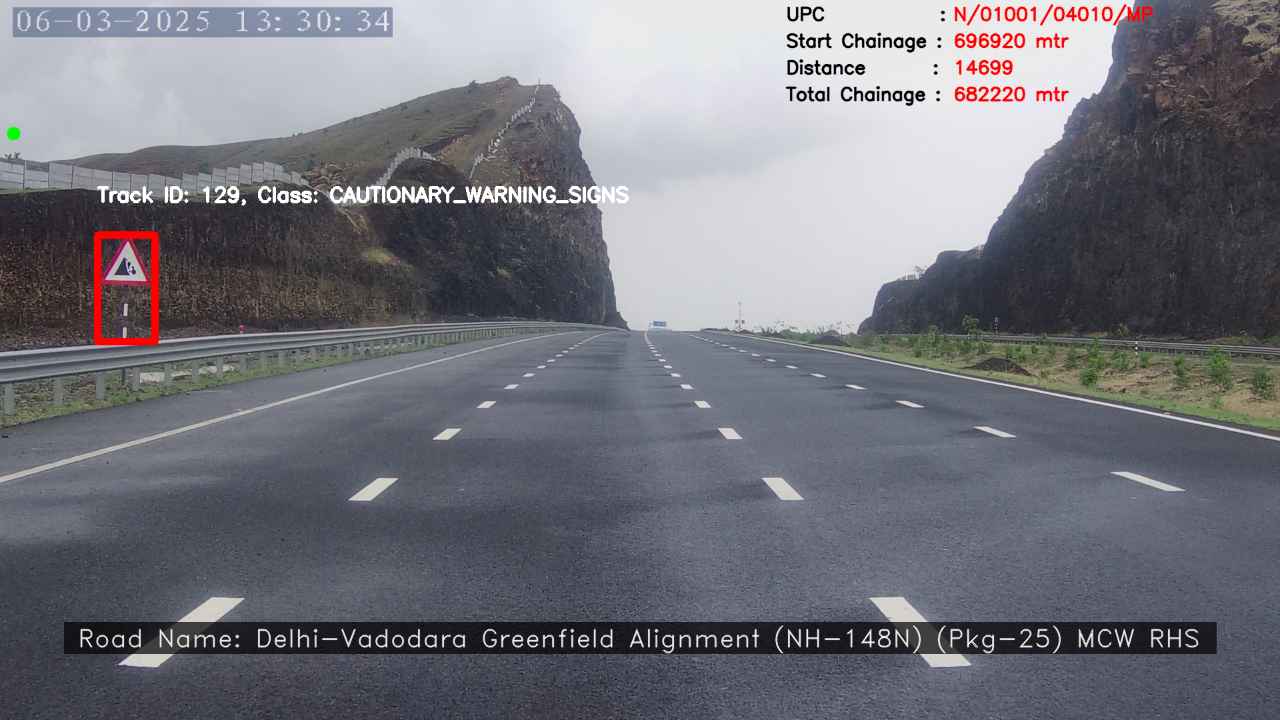 06-03-2025 13:30:34
UPC : N/01001/04010/MP
Start Chainage : 696920 mtr
Distance : 14699
Total Chainage : 682220 mtr
Track ID: 129, Class: CAUTIONARY_WARNING_SIGNS
Road Name: Delhi-Vadodara Greenfield Alignment (NH-148N) (Pkg-25) MCW RHS